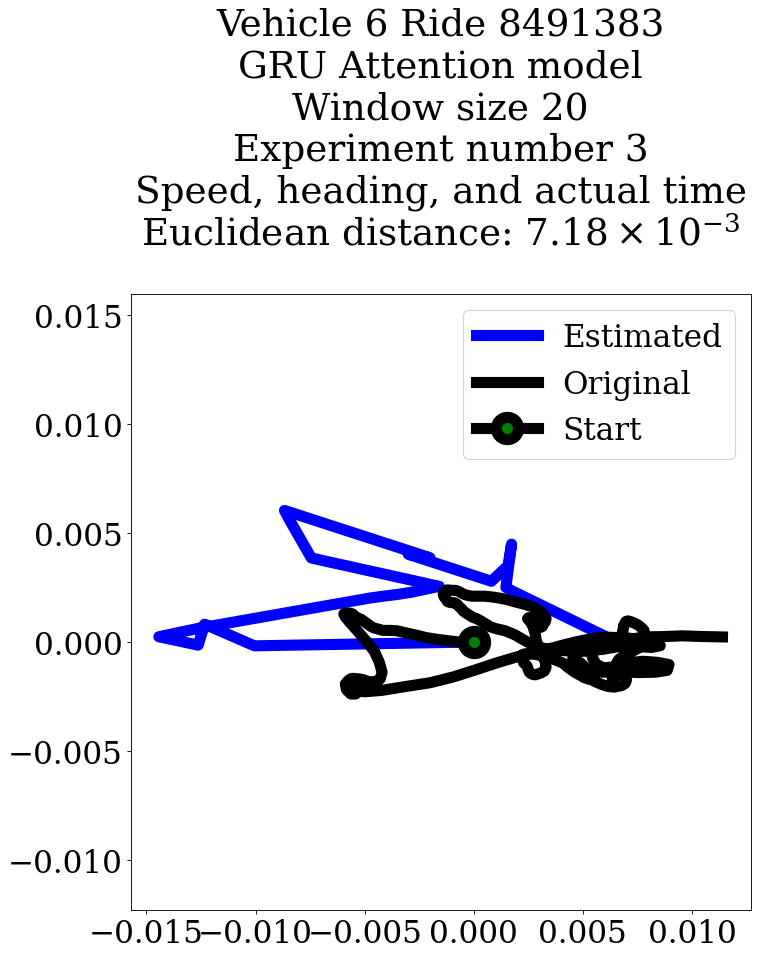 Vehicle 6 Ride 8491383
GRU Attention model
Window size 20
Experiment number 3
Speed, heading, and actual time
Euclidean distance: 7.18 × 10⁻³
Estimated
Original
Start
0.015
0.010
0.005
0.000
−0.005
−0.010
−0.015 −0.010 −0.005 0.000 0.005 0.010